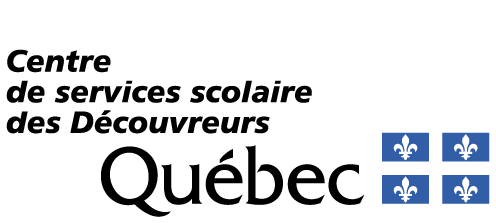 Centre
de services scolaire
des Découvreurs
Québec